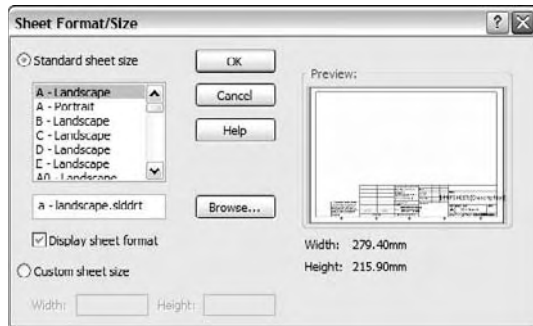 Sheet Format/Size
Standard sheet size
A - Landscape
A - Portrait
B - Landscape
C - Landscape
D - Landscape
E - Landscape
A0 - Landscape
a - landscape.slddrt
Display sheet format
Custom sheet size
Width:
Height:
OK
Cancel
Help
Browse...
Preview:
Width: 279.40mm
Height: 215.90mm